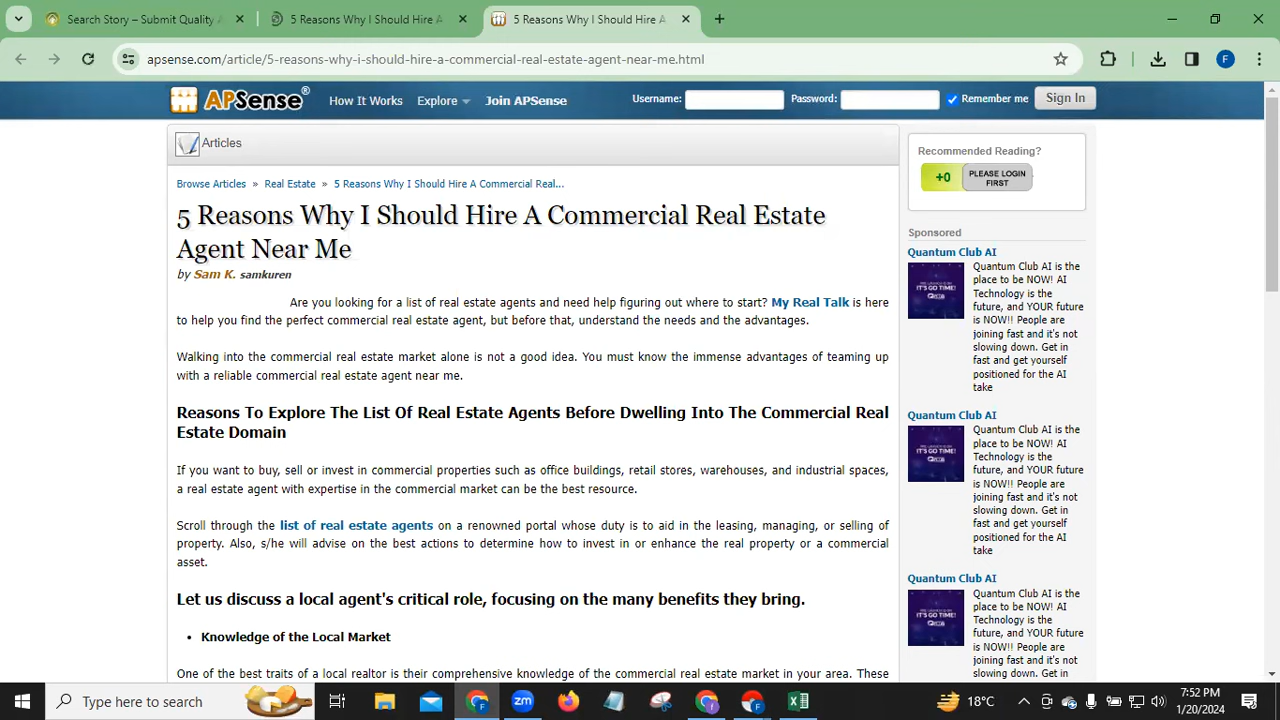 Search Story – Submit Quality A
5 Reasons Why I Should Hire A
5 Reasons Why I Should Hire A
apsense.com/article/5-reasons-why-i-should-hire-a-commercial-real-estate-agent-near-me.html
F
APSense®
How It Works
Explore
Join APSense
Username:
Password:
Remember me
Sign In
Articles
Browse Articles » Real Estate » 5 Reasons Why I Should Hire A Commercial Real...
5 Reasons Why I Should Hire A Commercial Real Estate
Agent Near Me
by Sam K. samkuren
Are you looking for a list of real estate agents and need help figuring out where to start? My Real Talk is here
to help you find the perfect commercial real estate agent, but before that, understand the needs and the advantages.
Walking into the commercial real estate market alone is not a good idea. You must know the immense advantages of teaming up
with a reliable commercial real estate agent near me.
Reasons To Explore The List Of Real Estate Agents Before Dwelling Into The Commercial Real
Estate Domain
If you want to buy, sell or invest in commercial properties such as office buildings, retail stores, warehouses, and industrial spaces,
a real estate agent with expertise in the commercial market can be the best resource.
Scroll through the list of real estate agents on a renowned portal whose duty is to aid in the leasing, managing, or selling of
property. Also, s/he will advise on the best actions to determine how to invest in or enhance the real property or a commercial
asset.
Let us discuss a local agent's critical role, focusing on the many benefits they bring.
• Knowledge of the Local Market
One of the best traits of a local realtor is their comprehensive knowledge of the commercial real estate market in your area. These
Recommended Reading?
+0
PLEASE LOGIN
FIRST
Sponsored
Quantum Club AI
IT'S GO TIME!
Quantum Club AI is the
place to be NOW! AI
Technology is the
future, and YOUR future
is NOW!! People are
joining fast and it's not
slowing down. Get in
fast and get yourself
positioned for the AI
take
Quantum Club AI
IT'S GO TIME!
Quantum Club AI is the
place to be NOW! AI
Technology is the
future, and YOUR future
is NOW!! People are
joining fast and it's not
slowing down. Get in
fast and get yourself
positioned for the AI
take
Quantum Club AI
IT'S GO TIME!
Quantum Club AI is the
place to be NOW! AI
Technology is the
future, and YOUR future
is NOW!! People are
joining fast and it's not
slowing down. Get in
Type here to search
zm
18°C
7:52 PM
1/20/2024